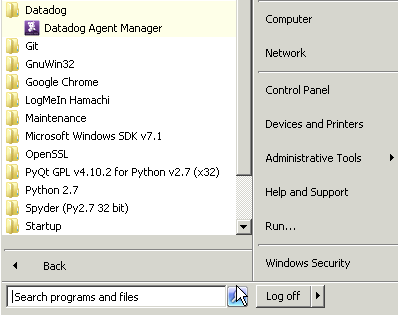 Datadog
Datadog Agent Manager
Git
GnuWin32
Google Chrome
LogMeIn Hamachi
Maintenance
Microsoft Windows SDK v7.1
OpenSSL
PyQt GPL v4.10.2 for Python v2.7 (x32)
Python 2.7
Spyder (Py2.7 32 bit)
Startup
Back
Search programs and files
Computer
Network
Control Panel
Devices and Printers
Administrative Tools
Help and Support
Run...
Windows Security
Log off